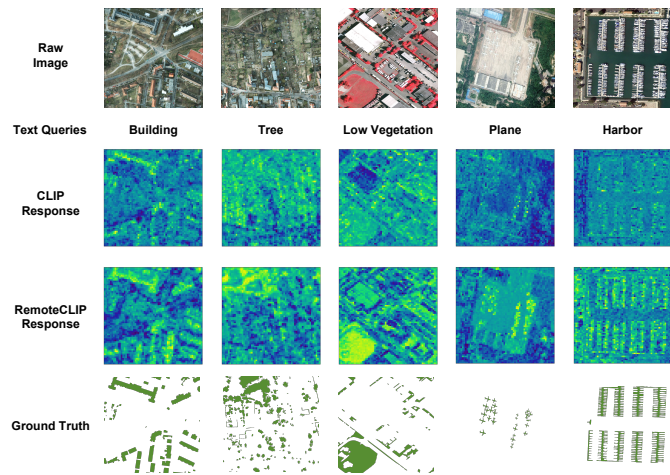 Raw
Image
Text Queries Building Tree Low Vegetation Plane Harbor
CLIP
Response
RemoteCLIP
Response
Ground Truth